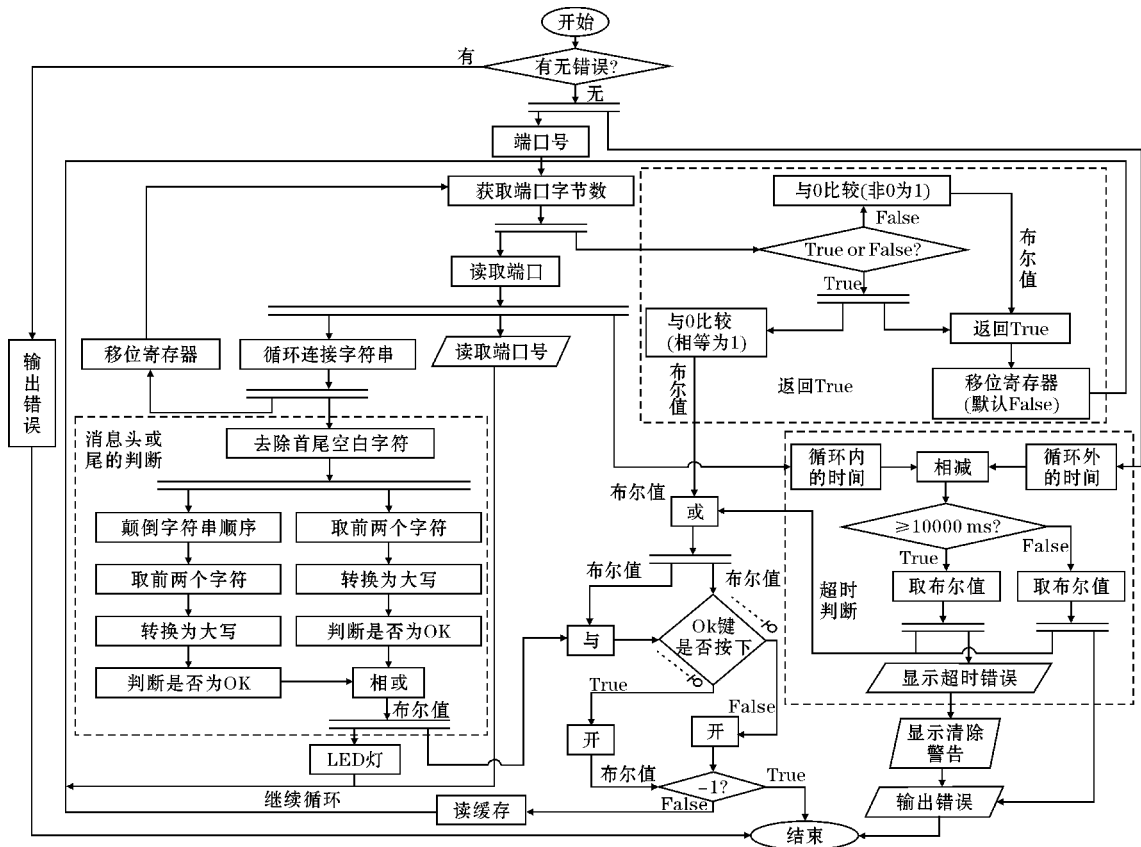 开始
有
有无错误?
无
端口号
获取端口字节数
与0比较(非0为1)
False
True or False?
True
布尔值
读取端口
与0比较
(相等为1)
返回True
移位寄存器
循环连接字符串
读取端口号
输出错误
布尔值
返回True
移位寄存器
(默认False)
消息头或
尾的判断
去除首尾空白字符
循环内
的时间
相减
循环外
的时间
布尔值
颠倒字符串顺序
取前两个字符
或
≥10000 ms?
True
False
取前两个字符
转换为大写
布尔值
布尔值
超时
判断
取布尔值
取布尔值
转换为大写
判断是否为OK
与
Ok键
是否按下
判断是否为OK
相或
True
显示超时错误
布尔值
False
开
开
显示清除
警告
LED灯
布尔值
-1?
True
继续循环
读缓存
False
输出错误
结束